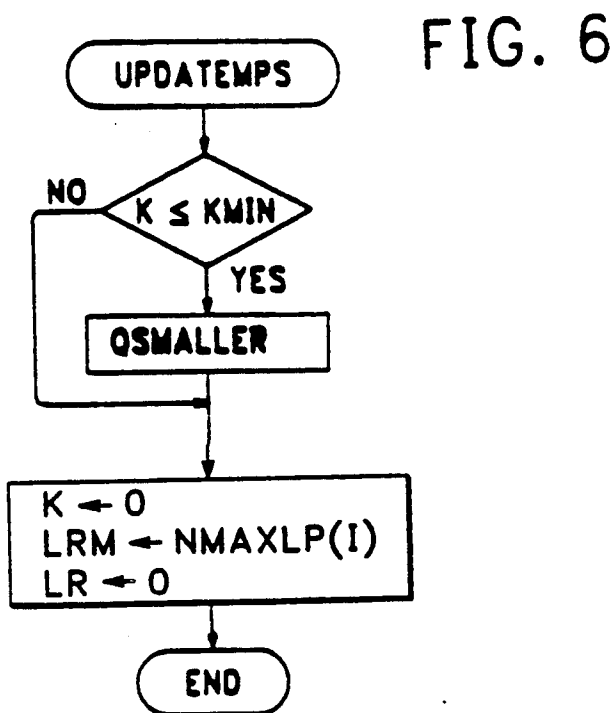 FIG. 6
UPDATEMPS
K ≤ KMIN
NO
YES
QSMALLER
K ← 0
LRM ← NMAXLP(I)
LR ← 0
END